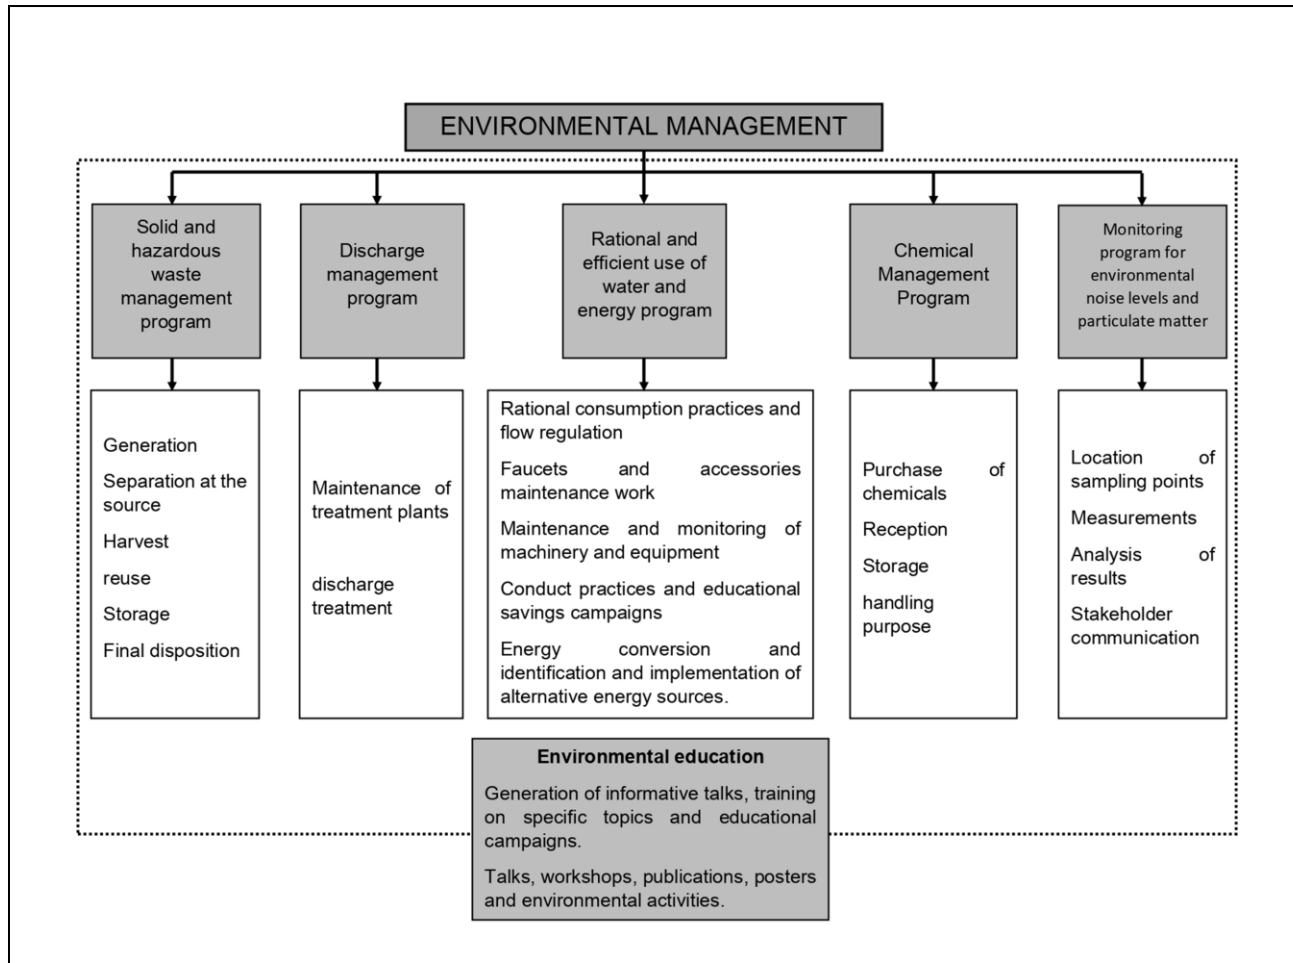 ENVIRONMENTAL MANAGEMENT
Solid and
hazardous
waste
management
program
Discharge
management
program
Rational and
efficient use of
water and
energy program
Chemical
Management
Program
Monitoring
program for
environmental
noise levels and
particulate matter
Generation
Separation at the
source
Harvest
reuse
Storage
Final disposition
Maintenance of
treatment plants
discharge
treatment
Rational consumption practices and
flow regulation
Faucets and accessories
maintenance work
Maintenance and monitoring of
machinery and equipment
Conduct practices and educational
savings campaigns
Energy conversion and
identification and implementation of
alternative energy sources.
Purchase of
chemicals
Reception
Storage
handling
purpose
Location of
sampling points
Measurements
Analysis of
results
Stakeholder
communication
Environmental education
Generation of informative talks, training
on specific topics and educational
campaigns.
Talks, workshops, publications, posters
and environmental activities.